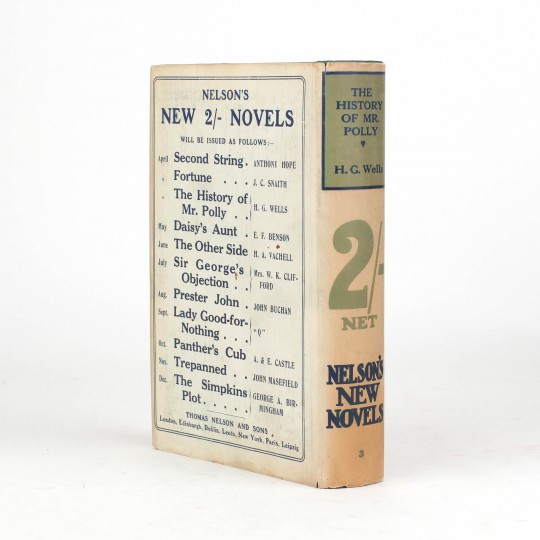 NELSON'S
NEW 2/- NOVELS
WILL BE ISSUED AS FOLLOWS:—
April Second String . ANTHONY HOPE
" Fortune . . . J. C. SNAITH
" The History of
Mr. Polly . . H. G. WELLS
May Daisy's Aunt . E. F. BENSON
June The Other Side H. A. VACHELL
July Sir George's
Objection . . Mrs. W. K. CLIF-
FORD
Aug. Prester John . JOHN BUCHAN
Sept. Lady Good-for-
Nothing . . . "Q"
Oct. Panther's Cub A. & E. CASTLE
Nov. Trepanned . . JOHN MASEFIELD
Dec. The Simpkins
Plot . . . . . GEORGE A. BIR-
MINGHAM
THOMAS NELSON AND SONS
London, Edinburgh, Dublin, Leeds, New York, Paris, Leipzig
THE
HISTORY
OF MR.
POLLY
H. G. Wells
2/-
NET
NELSON'S
NEW
NOVELS
3